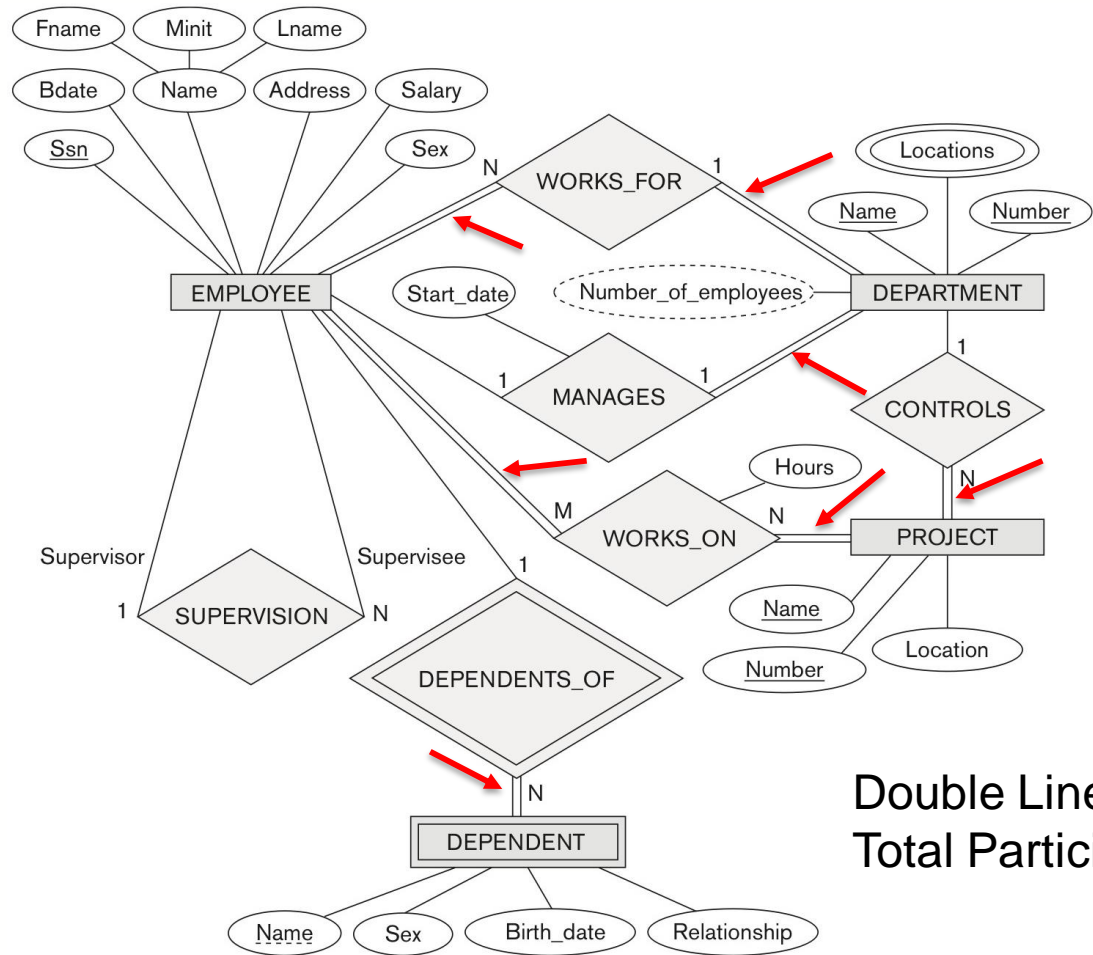 Fname Minit Lname
Bdate Name Address Salary
Ssn Sex
N WORKS_FOR 1
Locations
Name Number
EMPLOYEE Start_date Number_of_employees DEPARTMENT
1 MANAGES 1
1
CONTROLS
N
Hours
M WORKS_ON N
PROJECT
Supervisor Supervisee
1 SUPERVISION N
1
Name
Number
Location
DEPENDENTS_OF
N
DEPENDENT
Name Sex Birth_date Relationship
Double Line
Total Partici